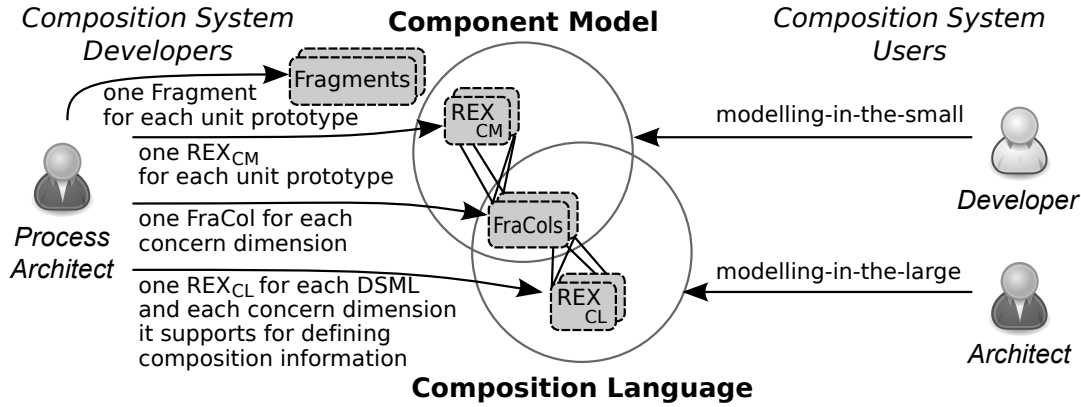 Composition System
Developers
Component Model
Composition System
Users
Fragments
one Fragment
for each unit prototype
REX
CM
modelling-in-the-small
one REXCM
for each unit prototype
Process
Architect
one FraCol for each
concern dimension
FraCols
Developer
one REXCL for each DSML
and each concern dimension
it supports for defining
composition information
REX
CL
modelling-in-the-large
Architect
Composition Language